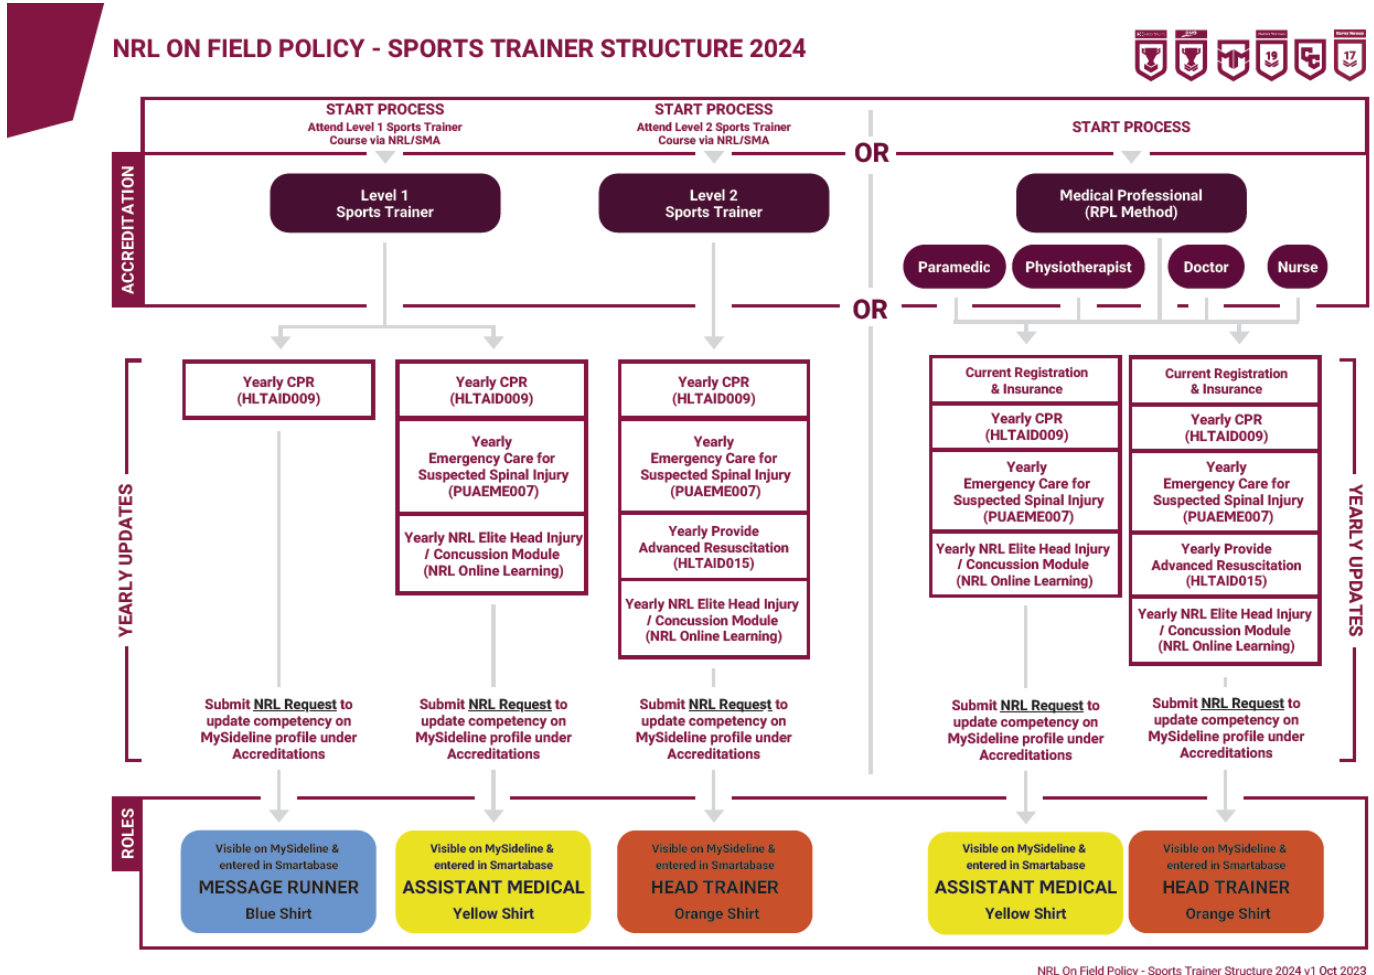 NRL ON FIELD POLICY - SPORTS TRAINER STRUCTURE 2024
19
17
START PROCESS
Attend Level 1 Sports Trainer
Course via NRL/SMA
START PROCESS
Attend Level 2 Sports Trainer
Course via NRL/SMA
OR
START PROCESS
ACCREDITATION
Level 1
Sports Trainer
Level 2
Sports Trainer
Medical Professional
(RPL Method)
Paramedic
Physiotherapist
Doctor
Nurse
OR
YEARLY UPDATES
Yearly CPR
(HLTAID009)
Yearly CPR
(HLTAID009)
Yearly
Emergency Care for
Suspected Spinal Injury
(PUAEME007)
Yearly NRL Elite Head Injury
/ Concussion Module
(NRL Online Learning)
Yearly CPR
(HLTAID009)
Yearly
Emergency Care for
Suspected Spinal Injury
(PUAEME007)
Yearly Provide
Advanced Resuscitation
(HLTAID015)
Yearly NRL Elite Head Injury
/ Concussion Module
(NRL Online Learning)
Current Registration
& Insurance
Yearly CPR
(HLTAID009)
Yearly
Emergency Care for
Suspected Spinal Injury
(PUAEME007)
Yearly NRL Elite Head Injury
/ Concussion Module
(NRL Online Learning)
Current Registration
& Insurance
Yearly CPR
(HLTAID009)
Yearly
Emergency Care for
Suspected Spinal Injury
(PUAEME007)
Yearly Provide
Advanced Resuscitation
(HLTAID015)
Yearly NRL Elite Head Injury
/ Concussion Module
(NRL Online Learning)
YEARLY UPDATES
Submit NRL Request to
update competency on
MySideline profile under
Accreditations
Submit NRL Request to
update competency on
MySideline profile under
Accreditations
Submit NRL Request to
update competency on
MySideline profile under
Accreditations
Submit NRL Request to
update competency on
MySideline profile under
Accreditations
Submit NRL Request to
update competency on
MySideline profile under
Accreditations
ROLES
Visible on MySideline &
entered in Smartabase
MESSAGE RUNNER
Blue Shirt
Visible on MySideline &
entered in Smartabase
ASSISTANT MEDICAL
Yellow Shirt
Visible on MySideline &
entered in Smartabase
HEAD TRAINER
Orange Shirt
Visible on MySideline &
entered in Smartabase
ASSISTANT MEDICAL
Yellow Shirt
Visible on MySideline &
entered in Smartabase
HEAD TRAINER
Orange Shirt
NRL On Field Policy - Sports Trainer Structure 2024 v1 Oct 2023